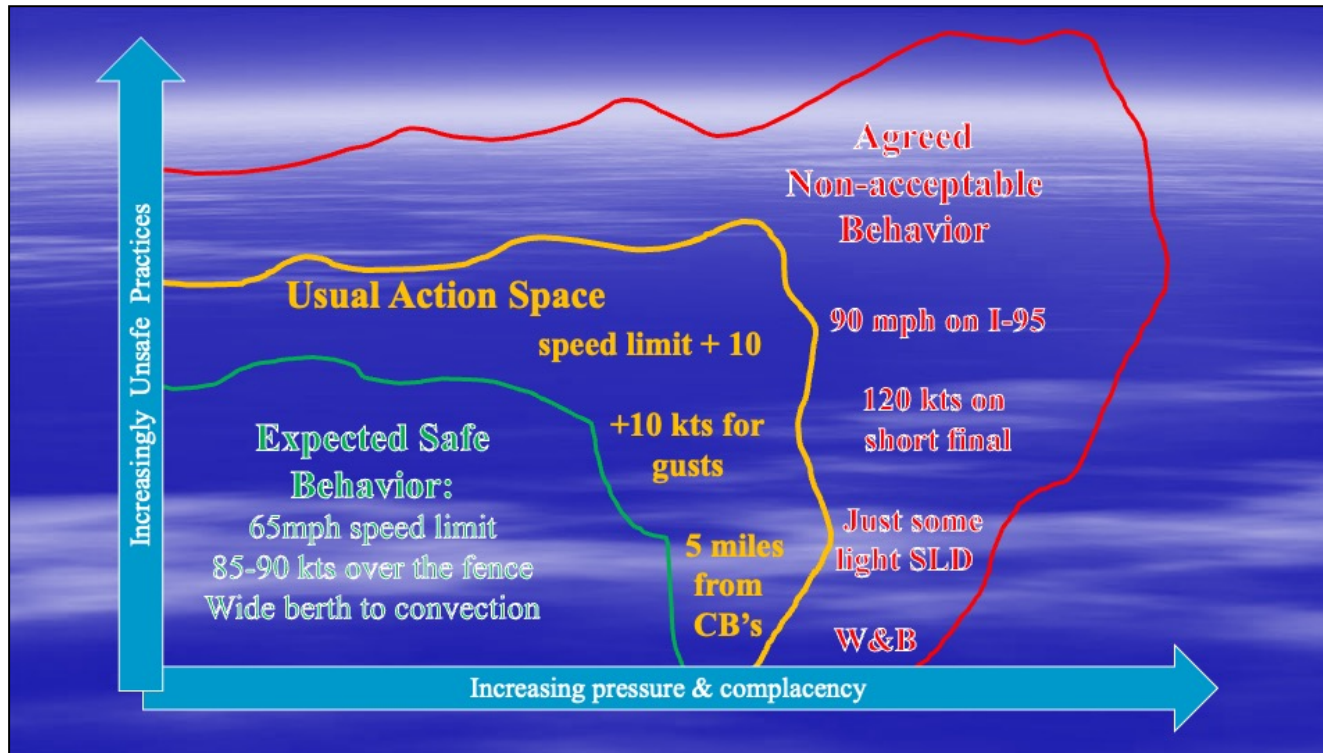 Increasingly Unsafe Practices
Agreed
Non-acceptable
Behavior
90 mph on I-95
120 kts on
short final
Just some
light SLD
W&B
Usual Action Space
speed limit + 10
+10 kts for
gusts
5 miles
from
CB's
Expected Safe
Behavior:
65mph speed limit
85-90 kts over the fence
Wide berth to convection
Increasing pressure & complacency